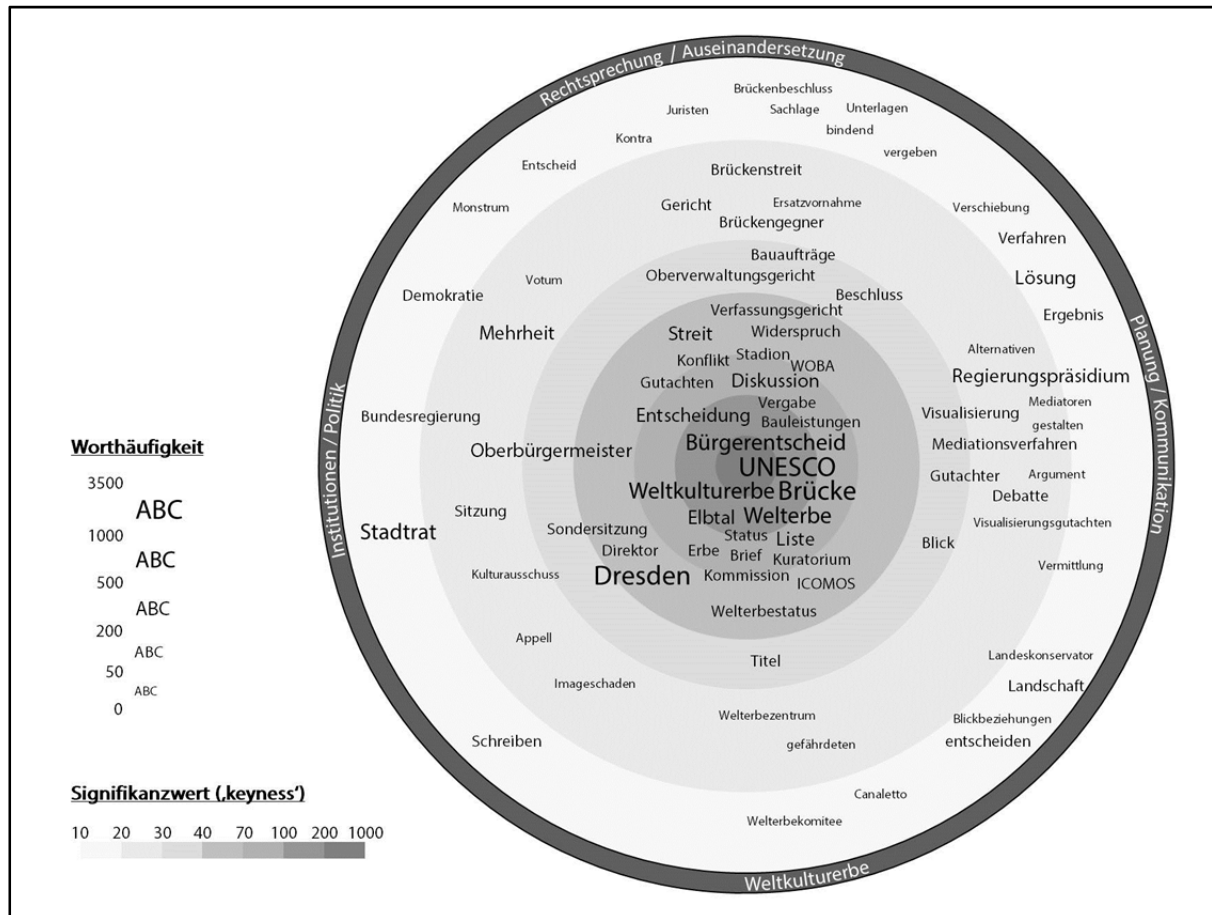 Rechtsprechung / Auseinandersetzung
Brückenbeschluss
Juristen
Sachlage
Unterlagen
bindend
Kontra
vergeben
Entscheid
Brückenstreit
Monstrum
Gericht
Ersatzvornahme
Verschiebung
Brückengegner
Verfahren
Bauaufträge
Oberverwaltungsgericht
Votum
Lösung
Demokratie
Beschluss
Verfassungsgericht
Ergebnis
Mehrheit
Streit
Widerspruch
Planung / Kommunikation
Konflikt
Stadion
WOBA
Alternativen
Gutachten
Diskussion
Regierungspräsidium
Vergabe
Mediatoren
Institutionen / Politik
Bundesregierung
Entscheidung
Bauleistungen
Visualisierung
gestalten
Bürgerentscheid
Mediationsverfahren
Oberbürgermeister
UNESCO
Gutachter
Argument
Weltkulturerbe
Brücke
Debatte
Sitzung
Elbtal
Welterbe
Visualisierungsgutachten
Stadtrat
Sondersitzung
Status
Liste
Blick
Direktor
Erbe
Brief
Kuratorium
Vermittlung
Kulturausschuss
Dresden
Kommission
ICOMOS
Welterbestatus
Appell
Titel
Landeskonservator
Imageschaden
Landschaft
Welterbezentrum
Blickbeziehungen
Schreiben
gefährdeten
entscheiden
Canaletto
Welterbekomitee
Weltkulturerbe
Worthäufigkeit
3500
ABC
1000
ABC
500
ABC
200
ABC
50
ABC
0
Signifikanzwert (‚keyness‘)
10 20 30 40 70 100 200 1000